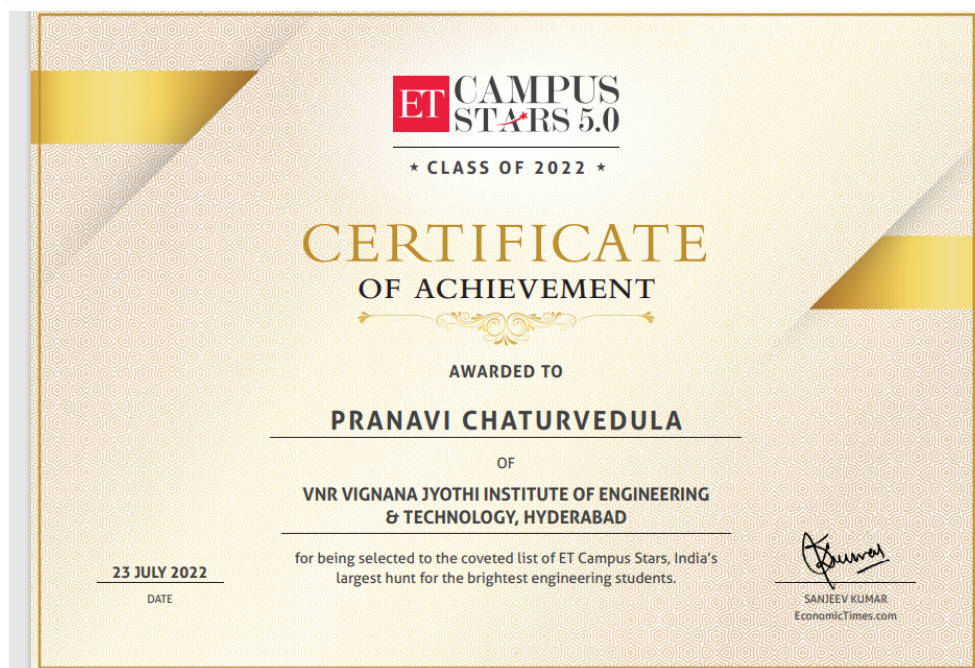 ET CAMPUS
STARS 5.0
★ CLASS OF 2022 ★
CERTIFICATE
OF ACHIEVEMENT
AWARDED TO
PRANAVI CHATURVEDULA
OF
VNR VIGNANA JYOTHI INSTITUTE OF ENGINEERING
& TECHNOLOGY, HYDERABAD
for being selected to the coveted list of ET Campus Stars, India's
largest hunt for the brightest engineering students.
23 JULY 2022
DATE
SKumar
SANJEEV KUMAR
EconomicTimes.com